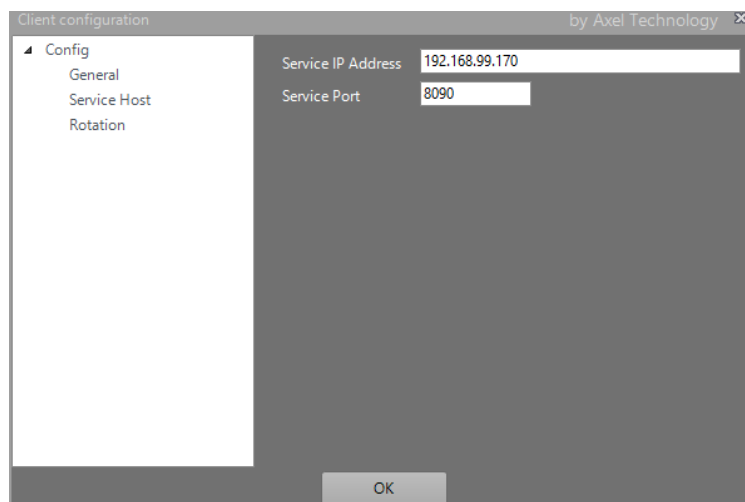 Client configuration by Axel Technology
Config
General
Service Host
Rotation
Service IP Address 192.168.99.170
Service Port 8090
OK